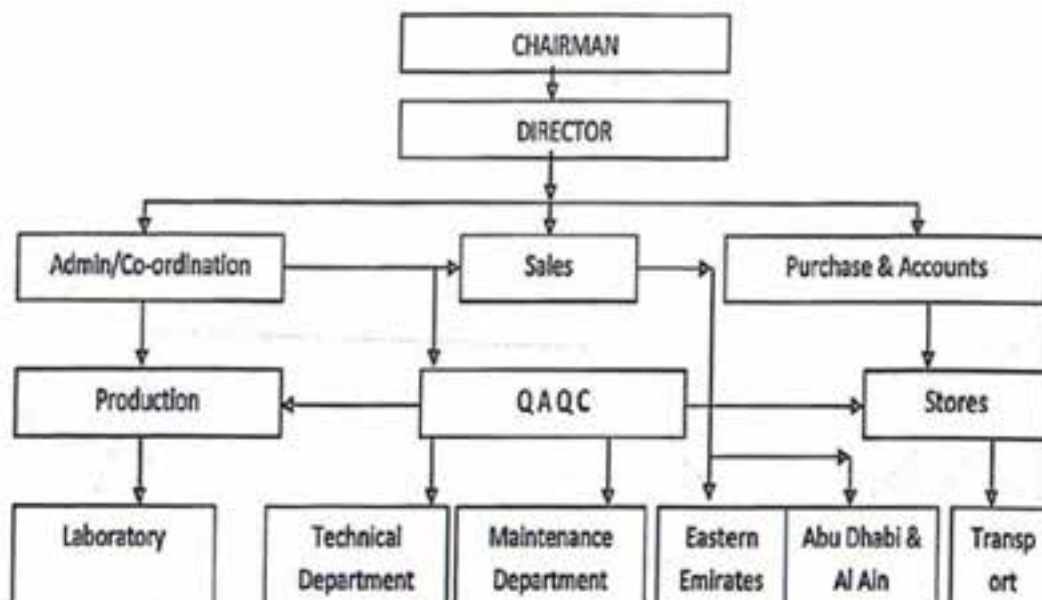 CHAIRMAN
DIRECTOR
Admin/Co-ordination
Sales
Purchase & Accounts
Production
Q A Q C
Stores
Laboratory
Technical
Department
Maintenance
Department
Eastern
Emirates
Abu Dhabi &
Al Ain
Transp
ort